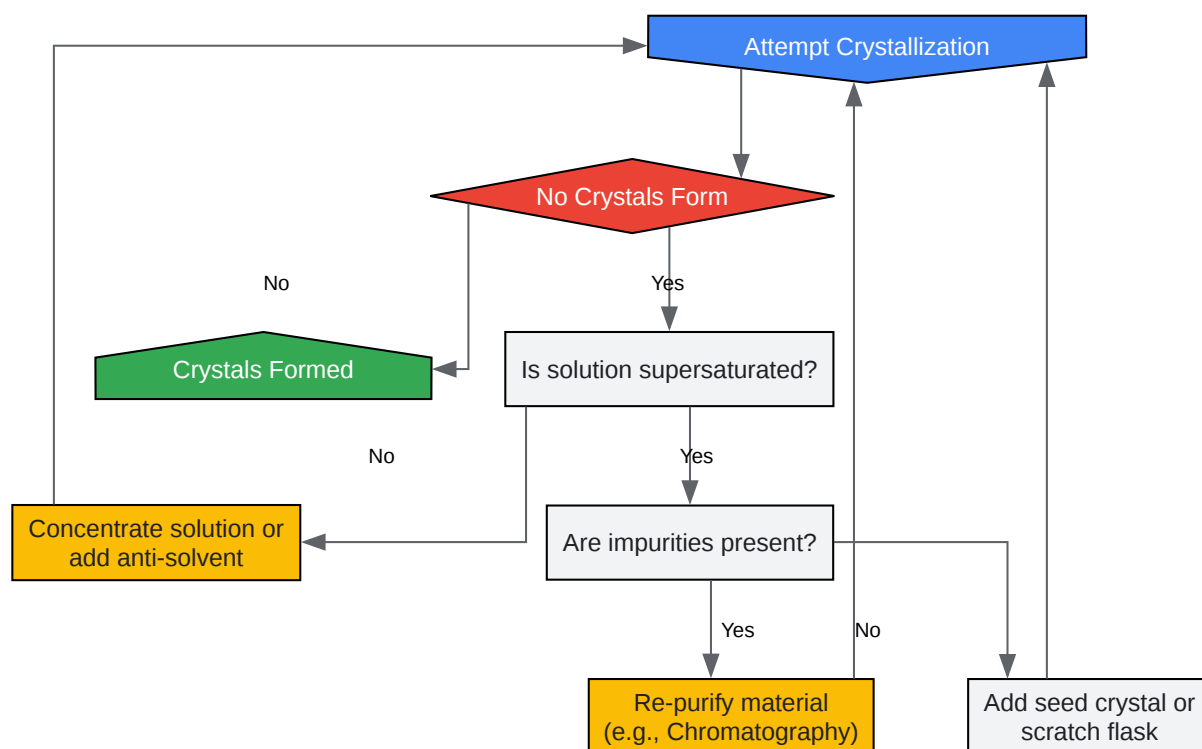 Attempt Crystallization
No Crystals Form
No
Yes
Crystals Formed
Is solution supersaturated?
No
Yes
Concentrate solution or
add anti-solvent
Are impurities present?
Yes
No
Re-purify material
(e.g., Chromatography)
Add seed crystal or
scratch flask